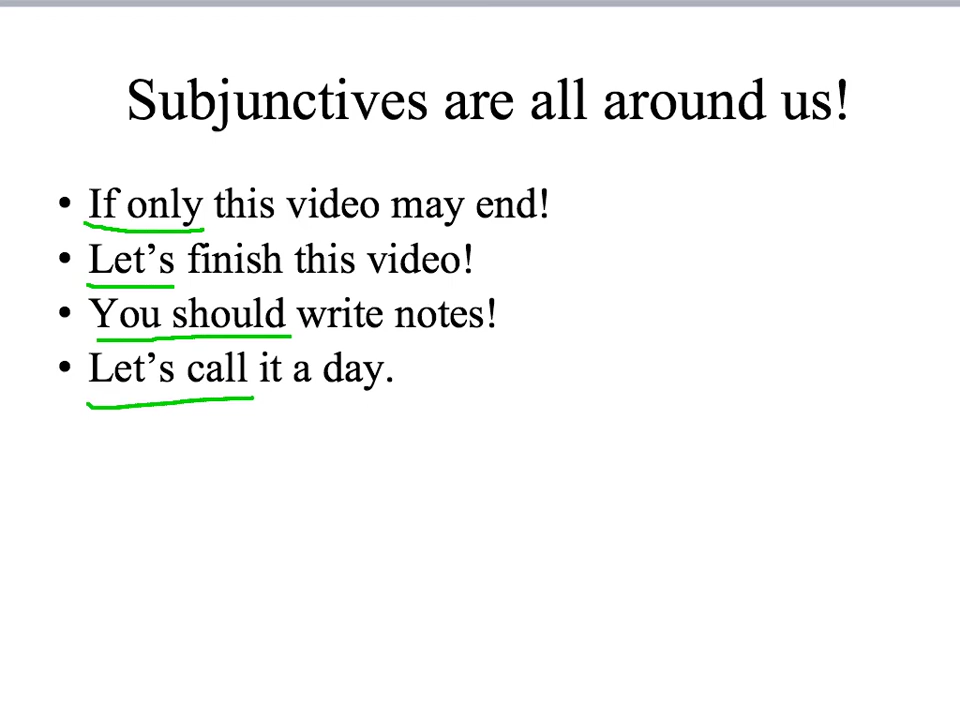 Subjunctives are all around us!
• If only this video may end!
• Let’s finish this video!
• You should write notes!
• Let’s call it a day.